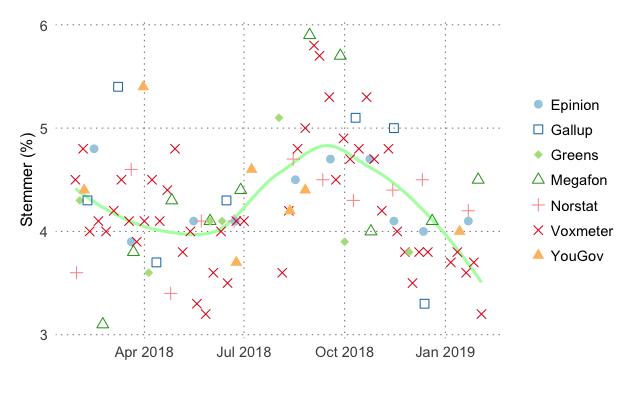 6
5
4
3
Stemmer (%)
Apr 2018
Jul 2018
Oct 2018
Jan 2019
Epinion
Gallup
Greens
Megafon
Norstat
Voxmeter
YouGov